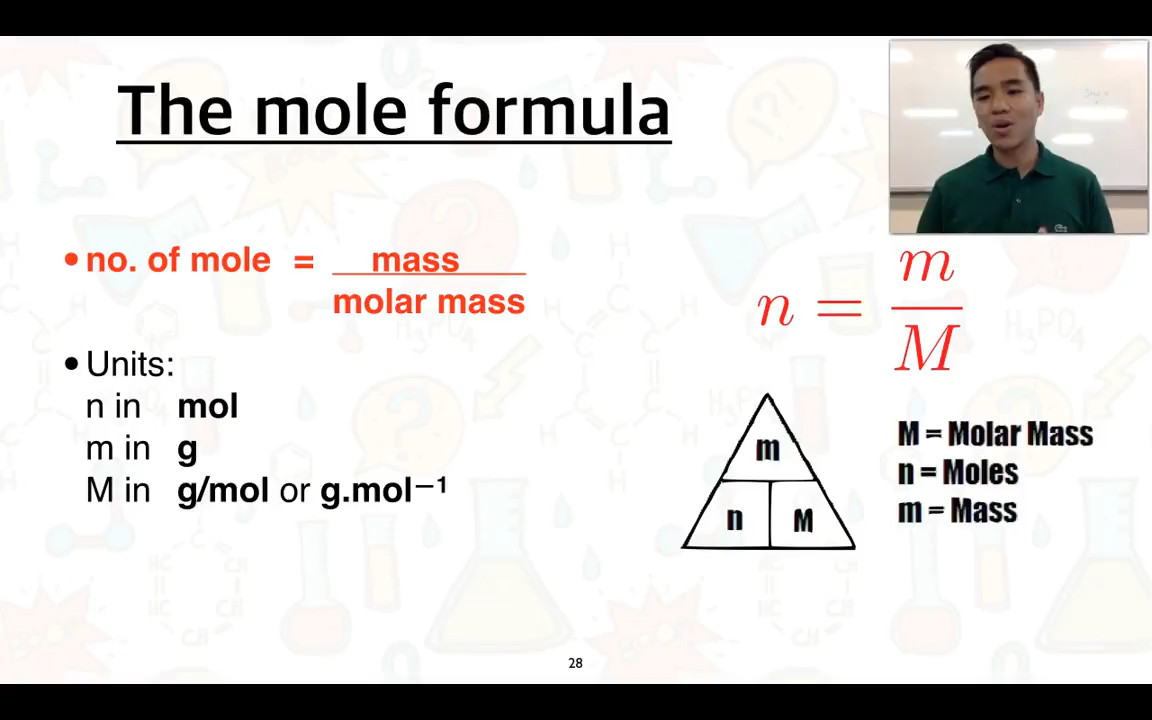 The mole formula
• no. of mole = mass
molar mass
n = m
M
• Units:
n in mol
m in g
M in g/mol or g.mol⁻¹
m
n M
M = Molar Mass
n = Moles
m = Mass
28